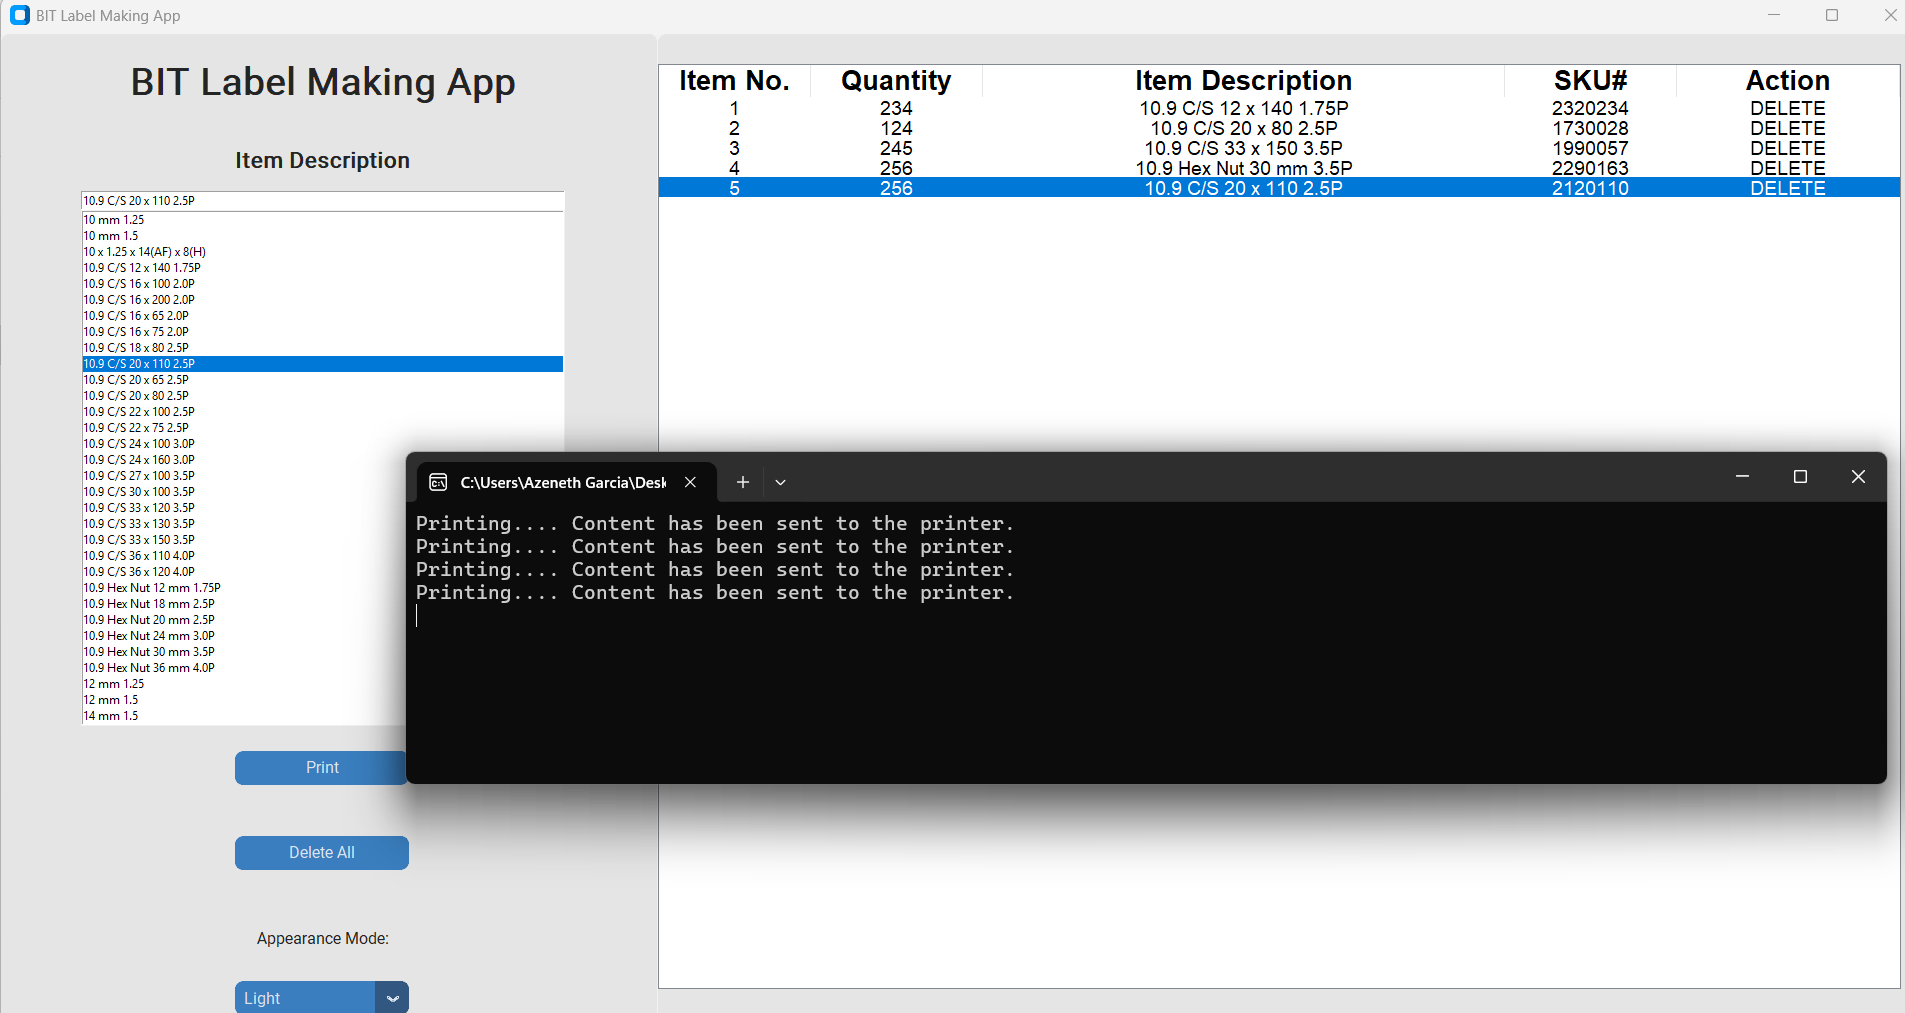 BIT Label Making App
BIT Label Making App
Item Description
10.9 C/S 20 x 110 2.5P
10 mm 1.25
10 mm 1.5
10 x 1.25 x 14(AF) x 8(H)
10.9 C/S 12 x 140 1.75P
10.9 C/S 16 x 100 2.0P
10.9 C/S 16 x 200 2.0P
10.9 C/S 16 x 65 2.0P
10.9 C/S 16 x 75 2.0P
10.9 C/S 18 x 80 2.5P
10.9 C/S 20 x 110 2.5P
10.9 C/S 20 x 65 2.5P
10.9 C/S 20 x 80 2.5P
10.9 C/S 22 x 100 2.5P
10.9 C/S 22 x 75 2.5P
10.9 C/S 24 x 100 3.0P
10.9 C/S 24 x 160 3.0P
10.9 C/S 27 x 100 3.5P
10.9 C/S 30 x 100 3.5P
10.9 C/S 33 x 120 3.5P
10.9 C/S 33 x 130 3.5P
10.9 C/S 33 x 150 3.5P
10.9 C/S 36 x 110 4.0P
10.9 C/S 36 x 120 4.0P
10.9 Hex Nut 12 mm 1.75P
10.9 Hex Nut 18 mm 2.5P
10.9 Hex Nut 20 mm 2.5P
10.9 Hex Nut 24 mm 3.0P
10.9 Hex Nut 30 mm 3.5P
10.9 Hex Nut 36 mm 4.0P
12 mm 1.25
12 mm 1.5
14 mm 1.5
Print
Delete All
Appearance Mode:
Light
Item No. Quantity Item Description SKU# Action
1 234 10.9 C/S 12 x 140 1.75P 2320234 DELETE
2 124 10.9 C/S 20 x 80 2.5P 1730028 DELETE
3 245 10.9 C/S 33 x 150 3.5P 1990057 DELETE
4 256 10.9 Hex Nut 30 mm 3.5P 2290163 DELETE
5 256 10.9 C/S 20 x 110 2.5P 2120110 DELETE
C:\Users\Azeneth Garcia\Desk
Printing.... Content has been sent to the printer.
Printing.... Content has been sent to the printer.
Printing.... Content has been sent to the printer.
Printing.... Content has been sent to the printer.